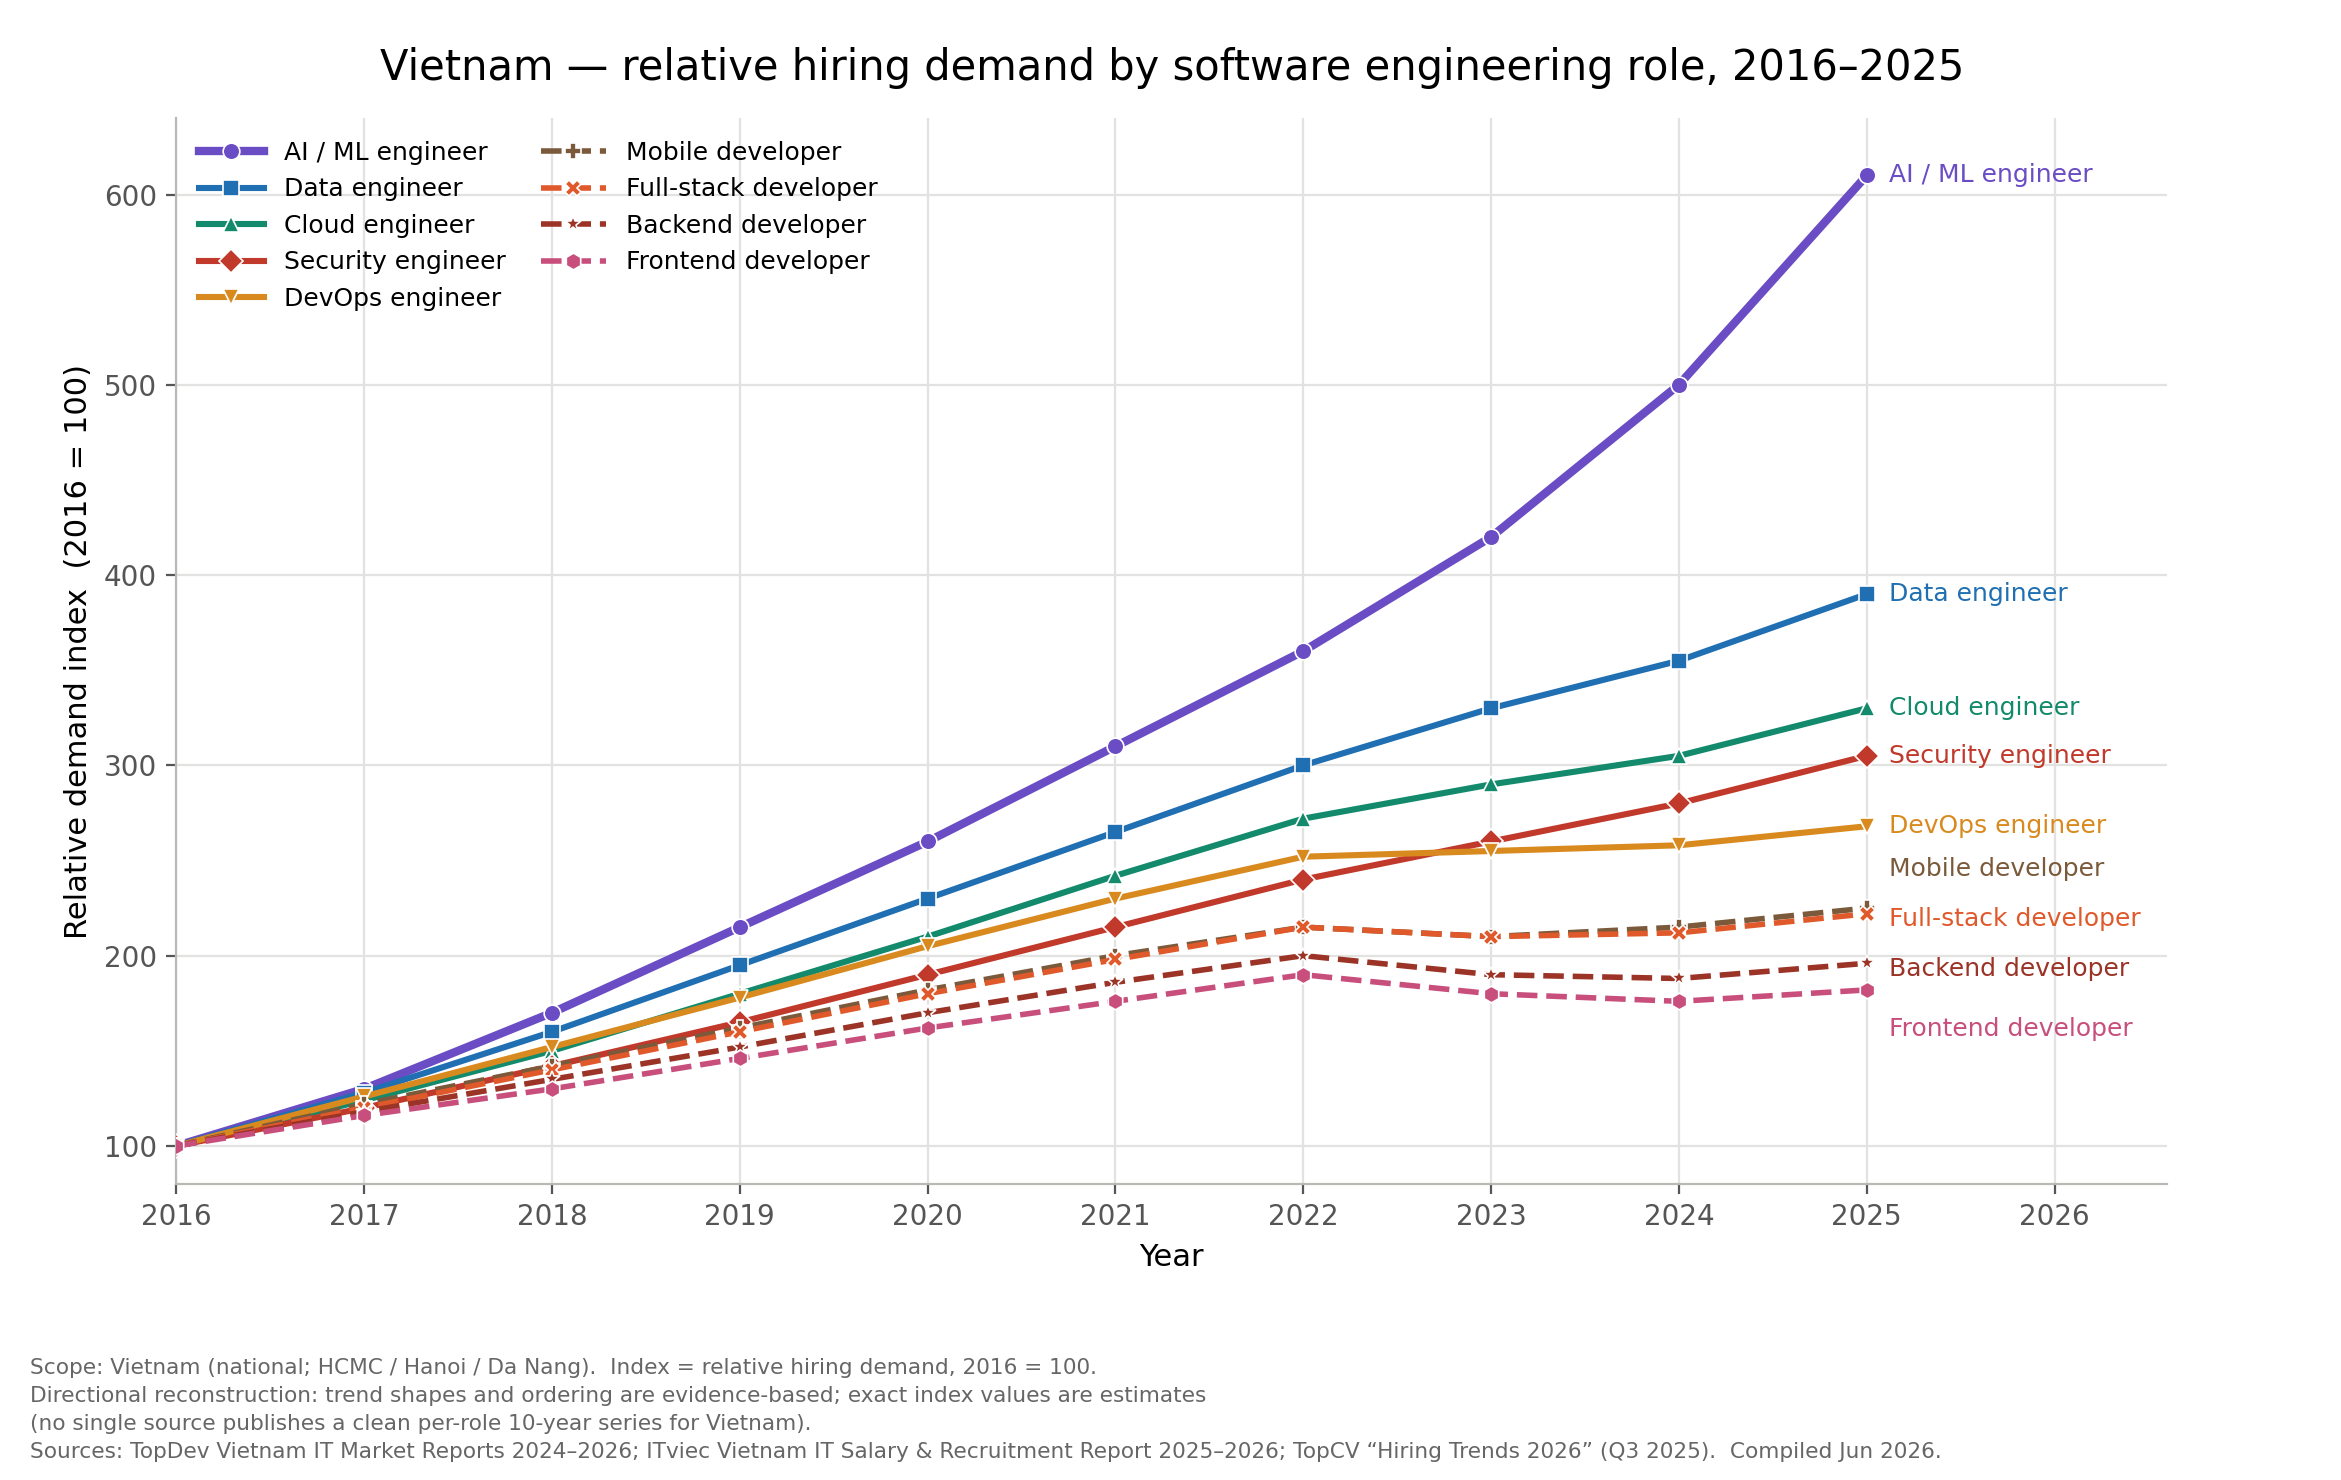 Vietnam — relative hiring demand by software engineering role, 2016–2025
AI / ML engineer
Data engineer
Cloud engineer
Security engineer
DevOps engineer
Mobile developer
Full-stack developer
Backend developer
Frontend developer
Relative demand index  (2016 = 100)
600
500
400
300
200
100
AI / ML engineer
Data engineer
Cloud engineer
Security engineer
DevOps engineer
Mobile developer
Full-stack developer
Backend developer
Frontend developer
2016 2017 2018 2019 2020 2021 2022 2023 2024 2025 2026
Year
Scope: Vietnam (national; HCMC / Hanoi / Da Nang).  Index = relative hiring demand, 2016 = 100.
Directional reconstruction: trend shapes and ordering are evidence-based; exact index values are estimates
(no single source publishes a clean per-role 10-year series for Vietnam).
Sources: TopDev Vietnam IT Market Reports 2024–2026; ITviec Vietnam IT Salary & Recruitment Report 2025–2026; TopCV “Hiring Trends 2026” (Q3 2025).  Compiled Jun 2026.